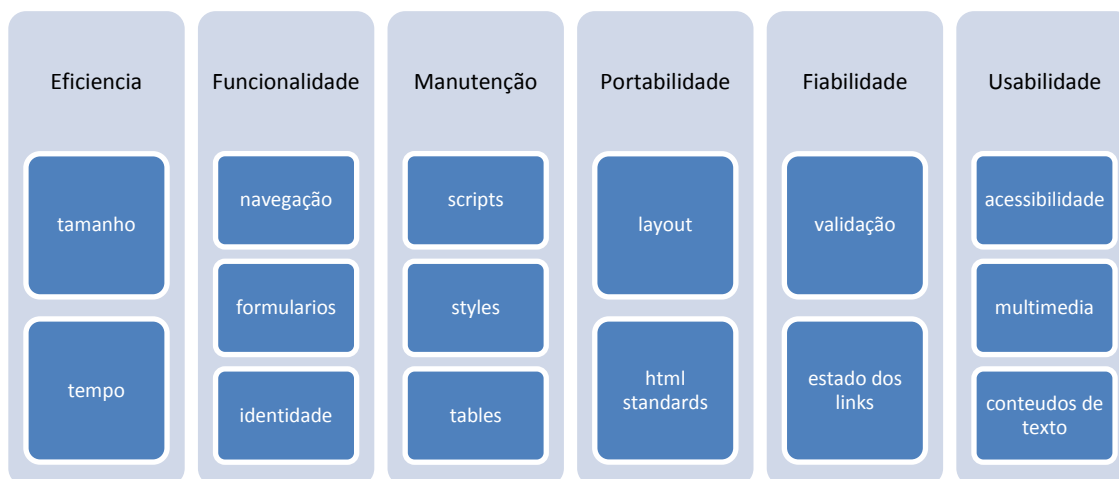 Eficiencia
tamanho
tempo
Funcionalidade
navegação
formularios
identidade
Manutenção
scripts
styles
tables
Portabilidade
layout
html
standards
Fiabilidade
validação
estado dos
links
Usabilidade
acessibilidade
multimedia
conteudos de
texto